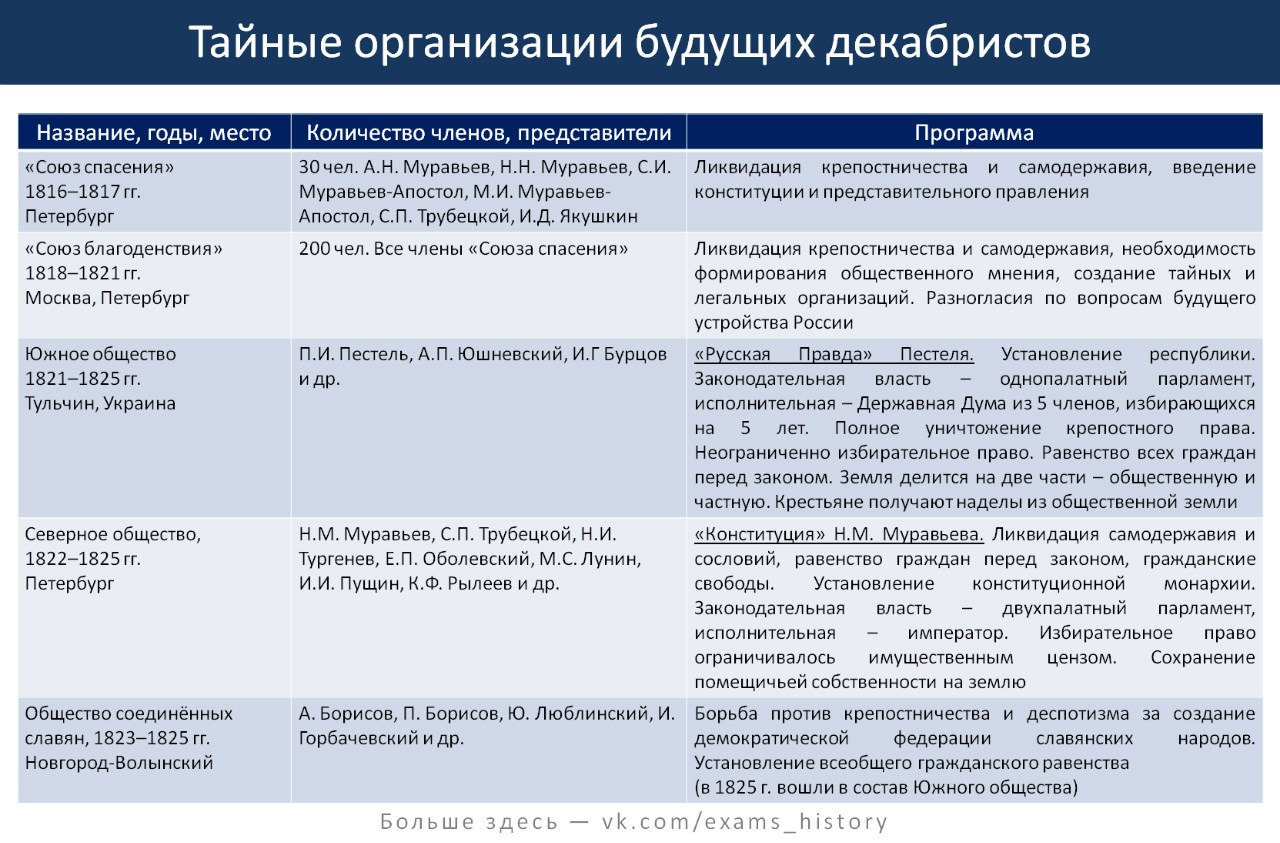 Тайные организации будущих декабристов
Название, годы, место
Количество членов, представители
Программа
«Союз спасения»
1816–1817 гг.
Петербург
30 чел. А.Н. Муравьев, Н.Н. Муравьев, С.И.
Муравьев-Апостол, М.И. Муравьев-
Апостол, С.П. Трубецкой, И.Д. Якушкин
Ликвидация крепостничества и самодержавия, введение
конституции и представительного правления
«Союз благоденствия»
1818–1821 гг.
Москва, Петербург
200 чел. Все члены «Союза спасения»
Ликвидация крепостничества и самодержавия, необходимость
формирования общественного мнения, создание тайных и
легальных организаций. Разногласия по вопросам будущего
устройства России
Южное общество
1821–1825 гг.
Тульчин, Украина
П.И. Пестель, А.П. Юшневский, И.Г Бурцов
и др.
«Русская Правда» Пестеля. Установление республики.
Законодательная власть – однопалатный парламент,
исполнительная – Державная Дума из 5 членов, избирающихся
на 5 лет. Полное уничтожение крепостного права.
Неограниченно избирательное право. Равенство всех граждан
перед законом. Земля делится на две части – общественную и
частную. Крестьяне получают наделы из общественной земли
Северное общество,
1822–1825 гг.
Петербург
Н.М. Муравьев, С.П. Трубецкой, Н.И.
Тургенев, Е.П. Оболевский, М.С. Лунин,
И.И. Пущин, К.Ф. Рылеев и др.
«Конституция» Н.М. Муравьева. Ликвидация самодержавия и
сословий, равенство граждан перед законом, гражданские
свободы. Установление конституционной монархии.
Законодательная власть – двухпалатный парламент,
исполнительная – император. Избирательное право
ограничивалось имущественным цензом. Сохранение
помещичьей собственности на землю
Общество соединённых
славян, 1823–1825 гг.
Новгород-Волынский
А. Борисов, П. Борисов, Ю. Люблинский, И.
Горбачевский и др.
Борьба против крепостничества и деспотизма за создание
демократической федерации славянских народов.
Установление всеобщего гражданского равенства
(в 1825 г. вошли в состав Южного общества)
Больше здесь — vk.com/exams_history